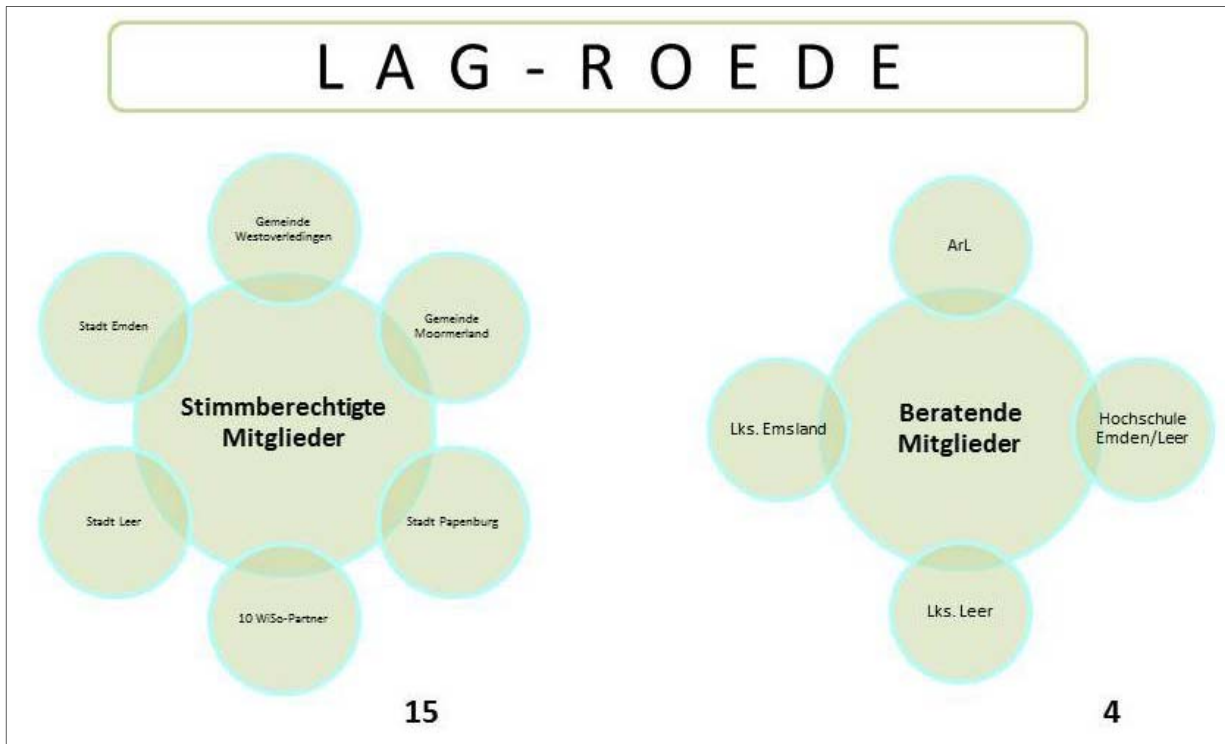 L A G - R O E D E
Gemeinde
Westoverledingen
Stadt Emden
Gemeinde
Moormerland
Stimmberechtigte
Mitglieder
Stadt Leer
Stadt Papenburg
10 WiSo-Partner
15
ArL
Lks. Emsland
Beratende
Mitglieder
Hochschule
Emden/Leer
Lks. Leer
4